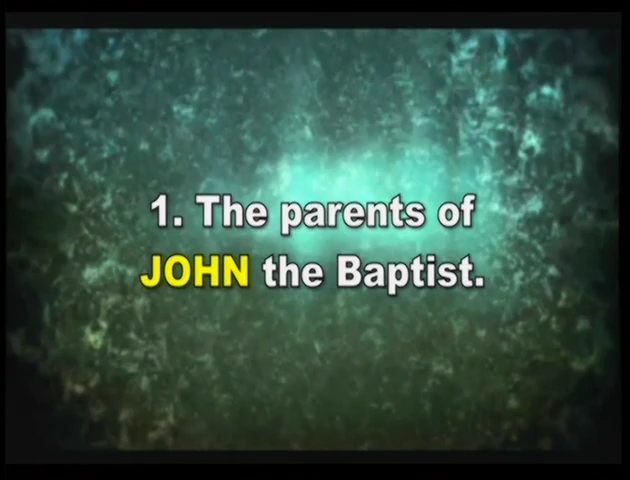 1. The parents of
JOHN the Baptist.